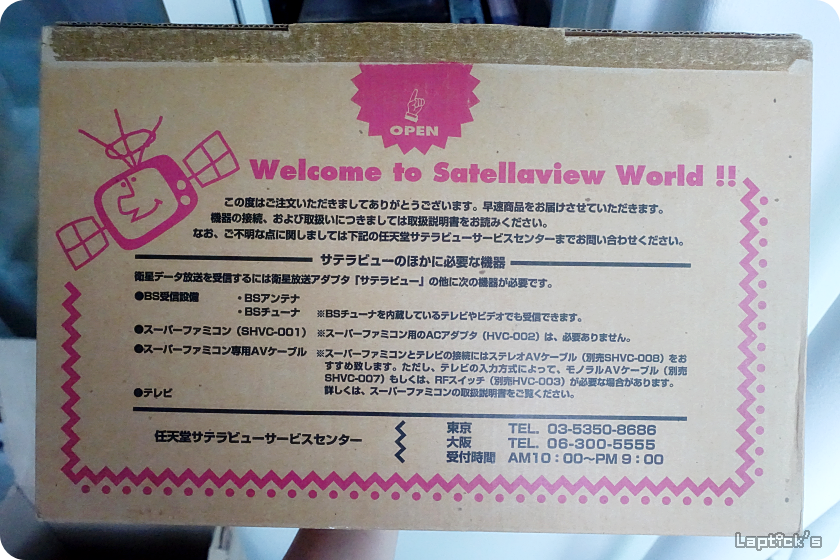 OPEN
Welcome to Satellaview World !!
この度はご注文いただきましてありがとうございます。早速商品をお届けさせていただきます。
機器の接続、および取扱いにつきましては取扱説明書をお読みください。
なお、ご不明な点に関しましては下記の任天堂サテラビューサービスセンターまでお問い合わせください。
サテラビューのほかに必要な機器
衛星データ放送を受信するには衛星放送アダプタ「サテラビュー」の他に次の機器が必要です。
●BS受信設備 ・BSアンテナ
・BSチューナ ※BSチューナを内蔵しているテレビやビデオでも受信できます。
●スーパーファミコン (SHVC-001) ※スーパーファミコン用のACアダプタ (HVC-002) は、必要ありません。
●スーパーファミコン専用AVケーブル ※スーパーファミコンとテレビの接続にはステレオAVケーブル (別売SHVC-008) をお
すすめ致します。ただし、テレビの入力方式によって、モノラルAVケーブル (別売
SHVC-007) もしくは、RFスイッチ (別売HVC-003) が必要な場合があります。
詳しくは、スーパーファミコンの取扱説明書をご覧ください。
●テレビ
任天堂サテラビューサービスセンター
東京 TEL. 03-5350-8686
大阪 TEL. 06-300-5555
受付時間 AM10：00〜PM 9：00
Laptick's